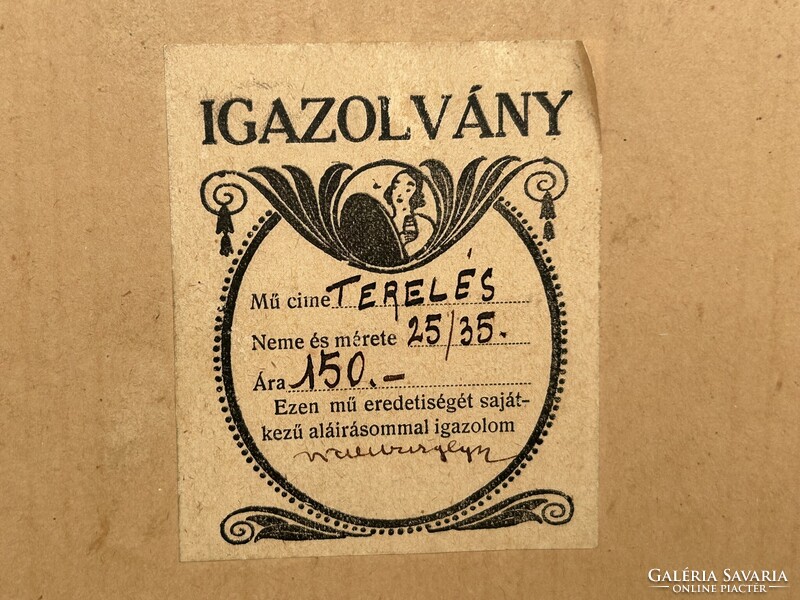 IGAZOLVÁNY
Mű cime TERELÉS
Neme és mérete 25/35.
Ára 150.-
Ezen mű eredetiségét saját-
kezű aláirásommal igazolom
GALÉRIA SAVARIA
ONLINE PIACTÉR